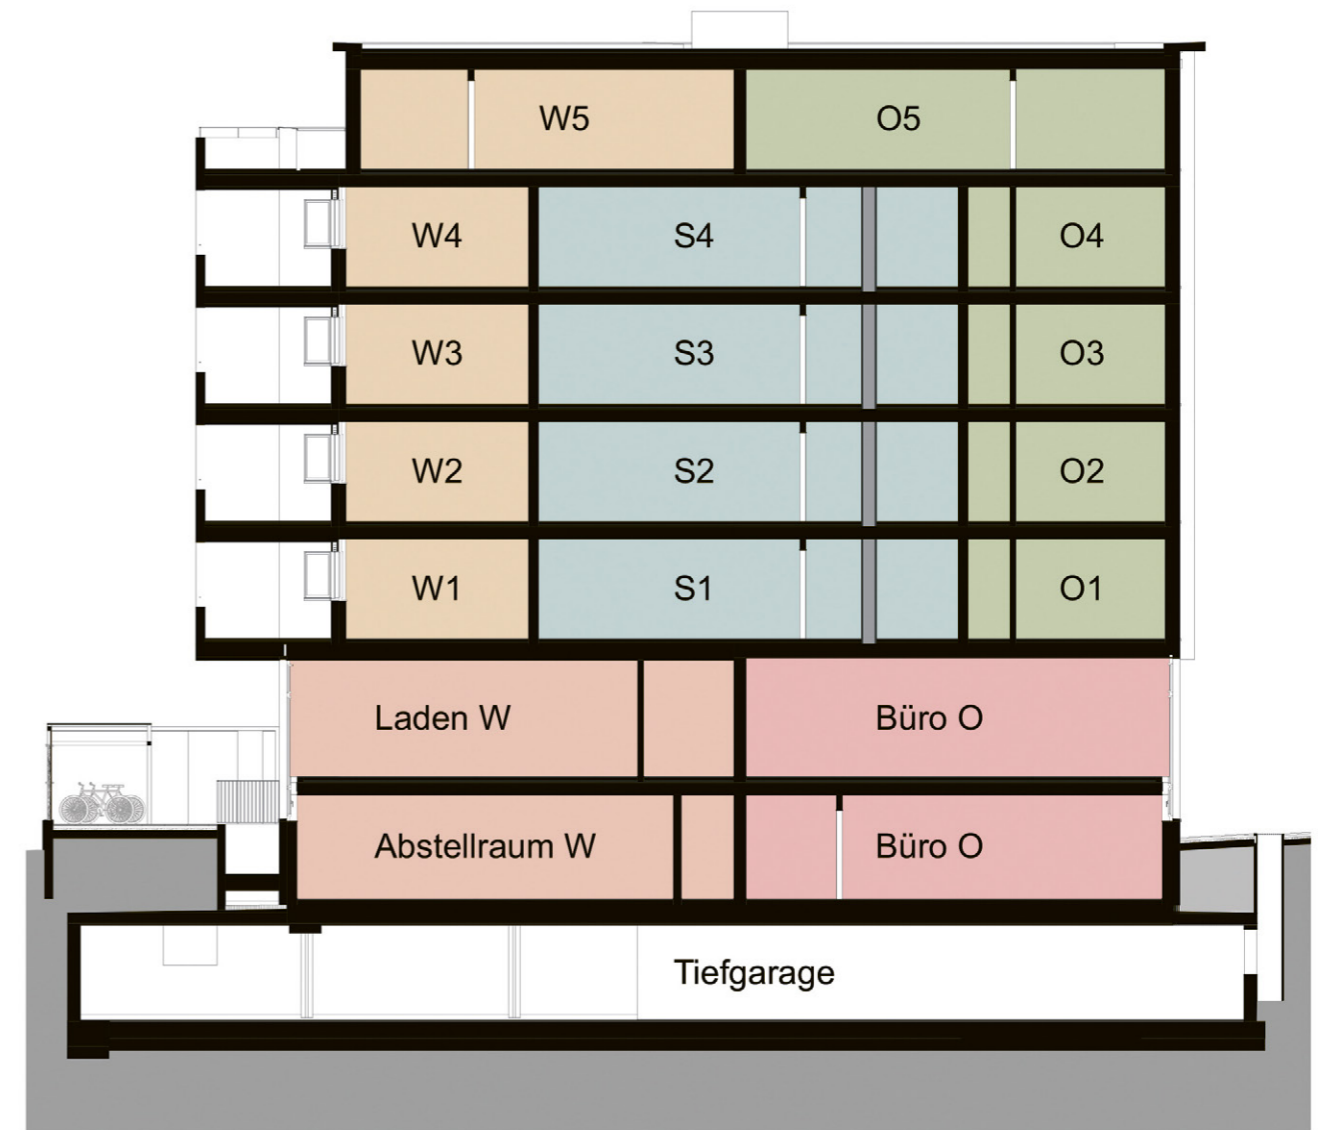 W5 O5
W4 S4 O4
W3 S3 O3
W2 S2 O2
W1 S1 O1
Laden W Büro O
Abstellraum W Büro O
Tiefgarage